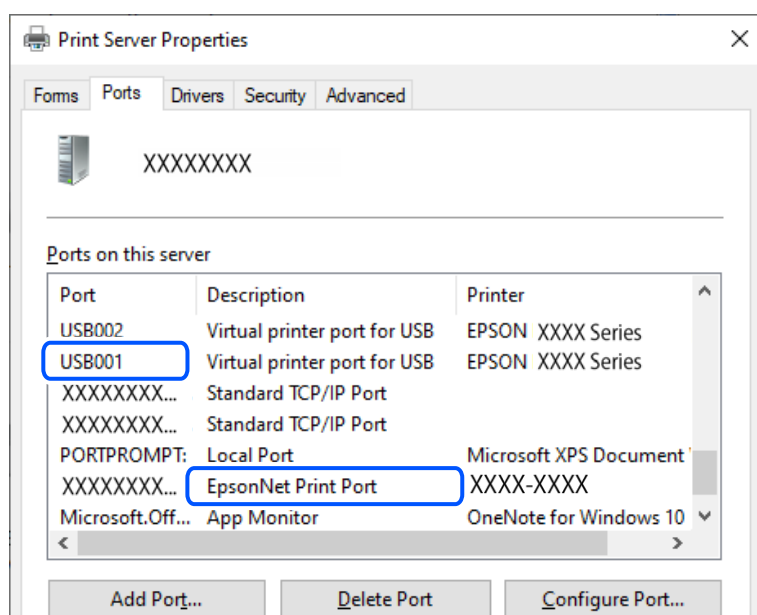 Print Server Properties
Forms Ports Drivers Security Advanced
XXXXXXXX
Ports on this server
Port Description Printer
USB002 Virtual printer port for USB EPSON XXXX Series
USB001 Virtual printer port for USB EPSON XXXX Series
XXXXXXXX... Standard TCP/IP Port
XXXXXXXX... Standard TCP/IP Port
PORTPROMPT: Local Port Microsoft XPS Document
XXXXXXXX... EpsonNet Print Port XXXX-XXXX
Microsoft.Off... App Monitor OneNote for Windows 10
Add Port... Delete Port Configure Port...